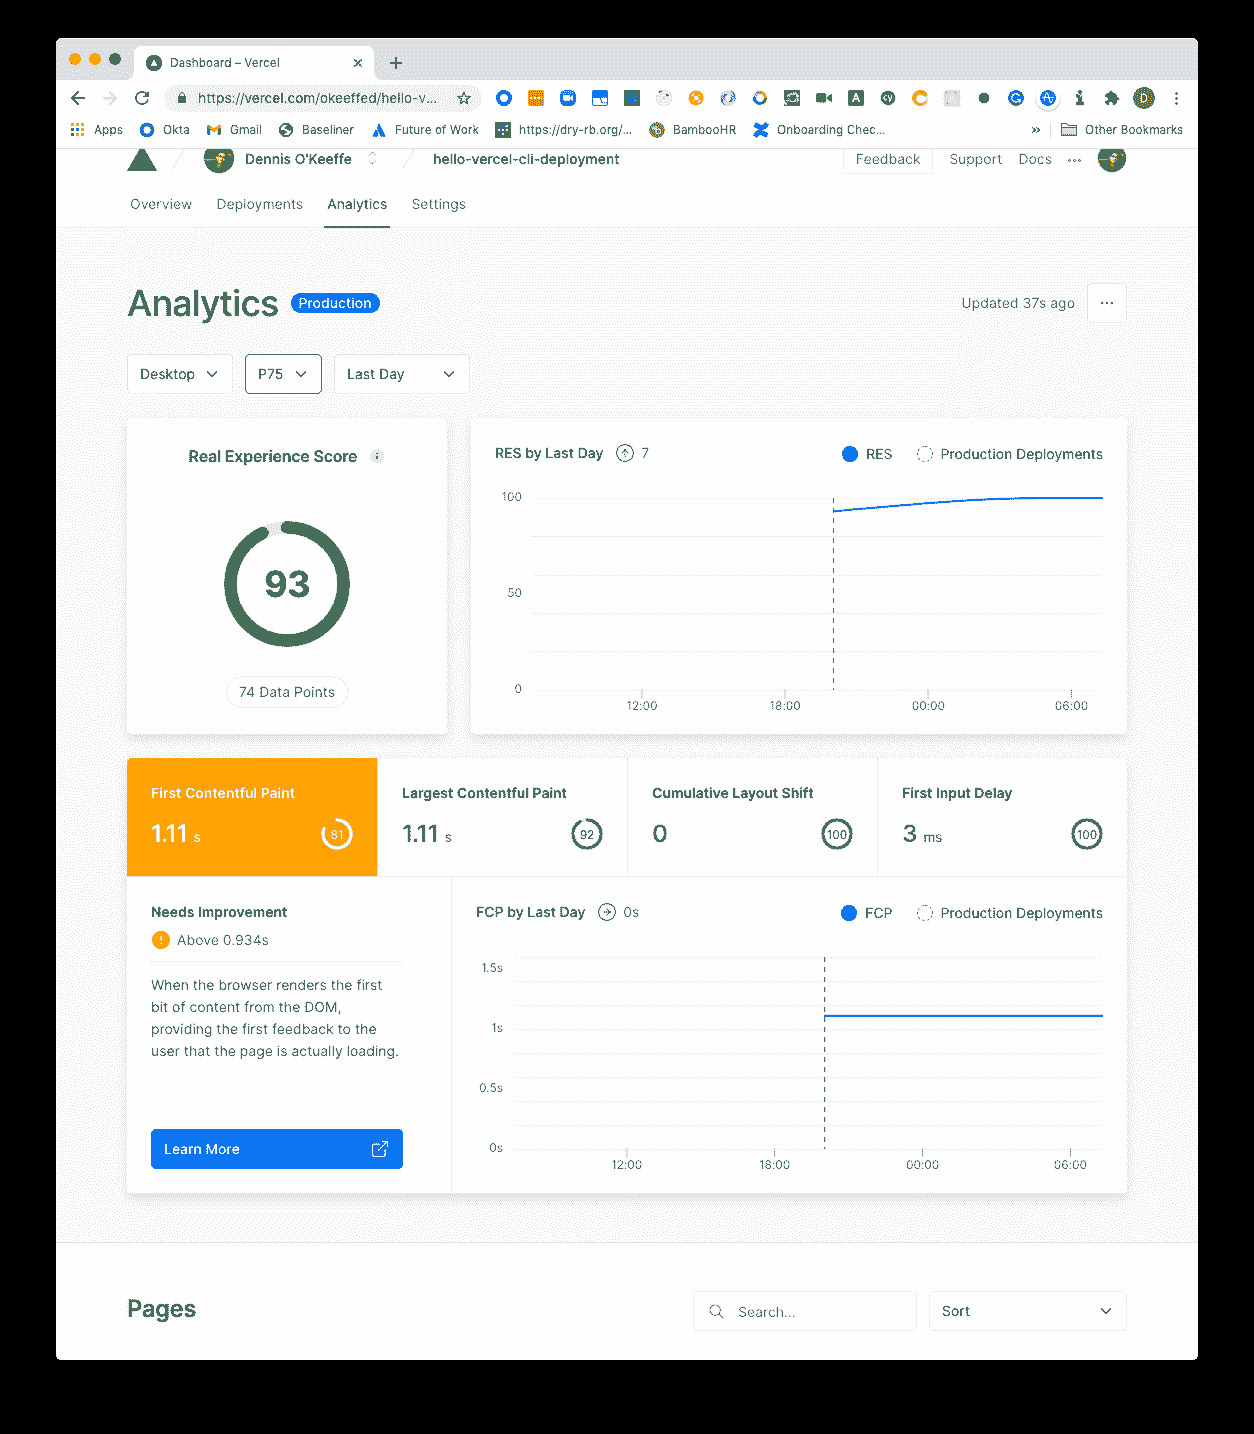 Dashboard – Vercel
https://vercel.com/okeeffed/hello-v...
Apps Okta Gmail Baseliner Future of Work https://dry-rb.org/... BambooHR Onboarding Chec... » Other Bookmarks
Dennis O'Keeffe hello-vercel-cli-deployment Feedback Support Docs
Overview Deployments Analytics Settings
Analytics Production Updated 37s ago
Desktop P75 Last Day
Real Experience Score
93
74 Data Points
RES by Last Day 7 RES Production Deployments
100
50
0
12:00 18:00 00:00 06:00
First Contentful Paint
1.11 s 81
Largest Contentful Paint
1.11 s 92
Cumulative Layout Shift
0 100
First Input Delay
3 ms 100
Needs Improvement
Above 0.934s
When the browser renders the first
bit of content from the DOM,
providing the first feedback to the
user that the page is actually loading.
Learn More
FCP by Last Day 0s FCP Production Deployments
1.5s
1s
0.5s
0s
12:00 18:00 00:00 06:00
Pages Search... Sort